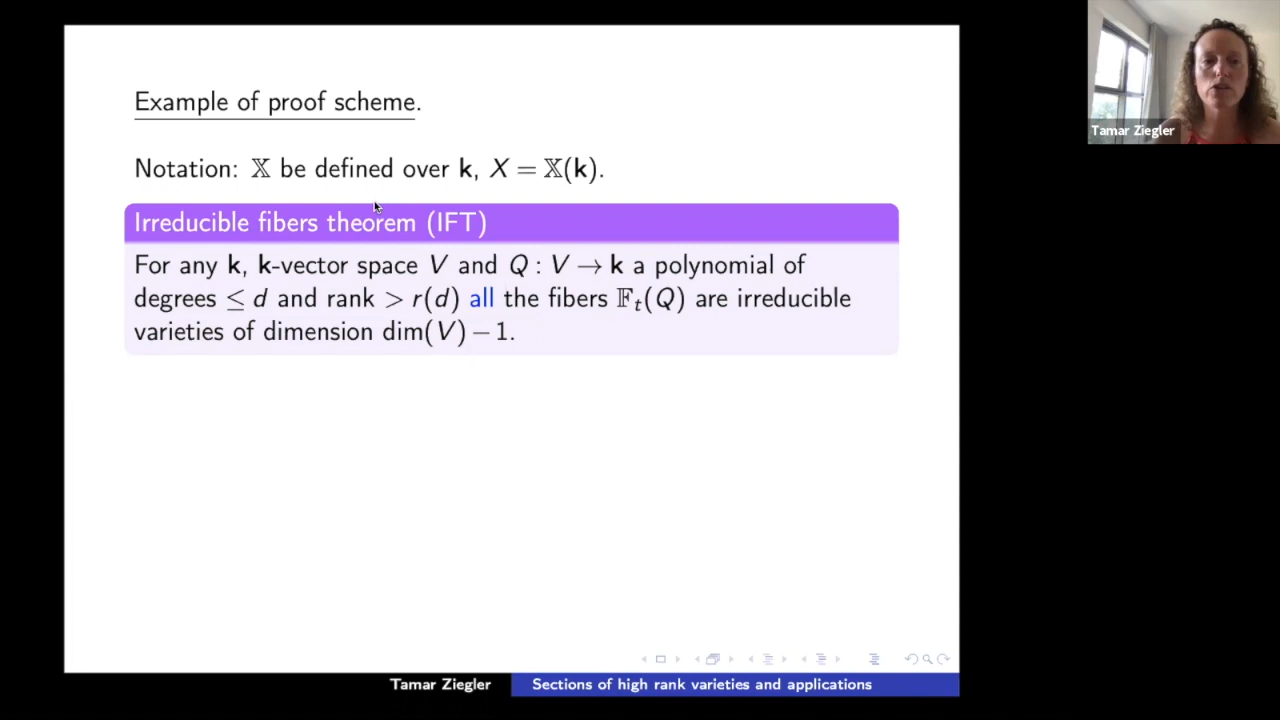 Example of proof scheme.
Notation: 𝕏 be defined over k, X = 𝕏(k).
Irreducible fibers theorem (IFT)
For any k, k-vector space V and Q : V → k a polynomial of
degrees ≤ d and rank > r(d) all the fibers 𝔽ₜ(Q) are irreducible
varieties of dimension dim(V) − 1.
Tamar Ziegler
Tamar Ziegler
Sections of high rank varieties and applications